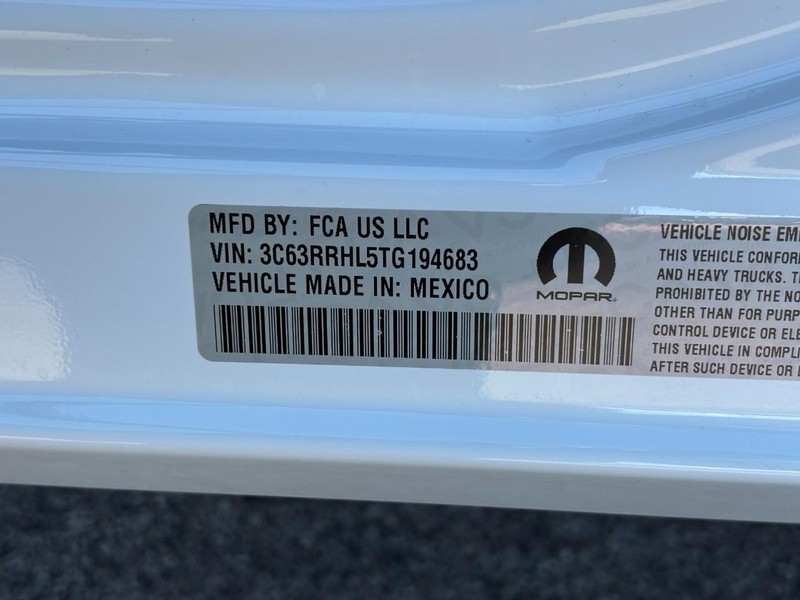 MFD BY: FCA US LLC
VIN: 3C63RRHL5TG194683
VEHICLE MADE IN: MEXICO
MOPAR
VEHICLE NOISE EMI
THIS VEHICLE CONFOR
AND HEAVY TRUCKS. T
PROHIBITED BY THE NO
OTHER THAN FOR PURP
CONTROL DEVICE OR ELE
THIS VEHICLE IN COMPLI
AFTER SUCH DEVICE OR